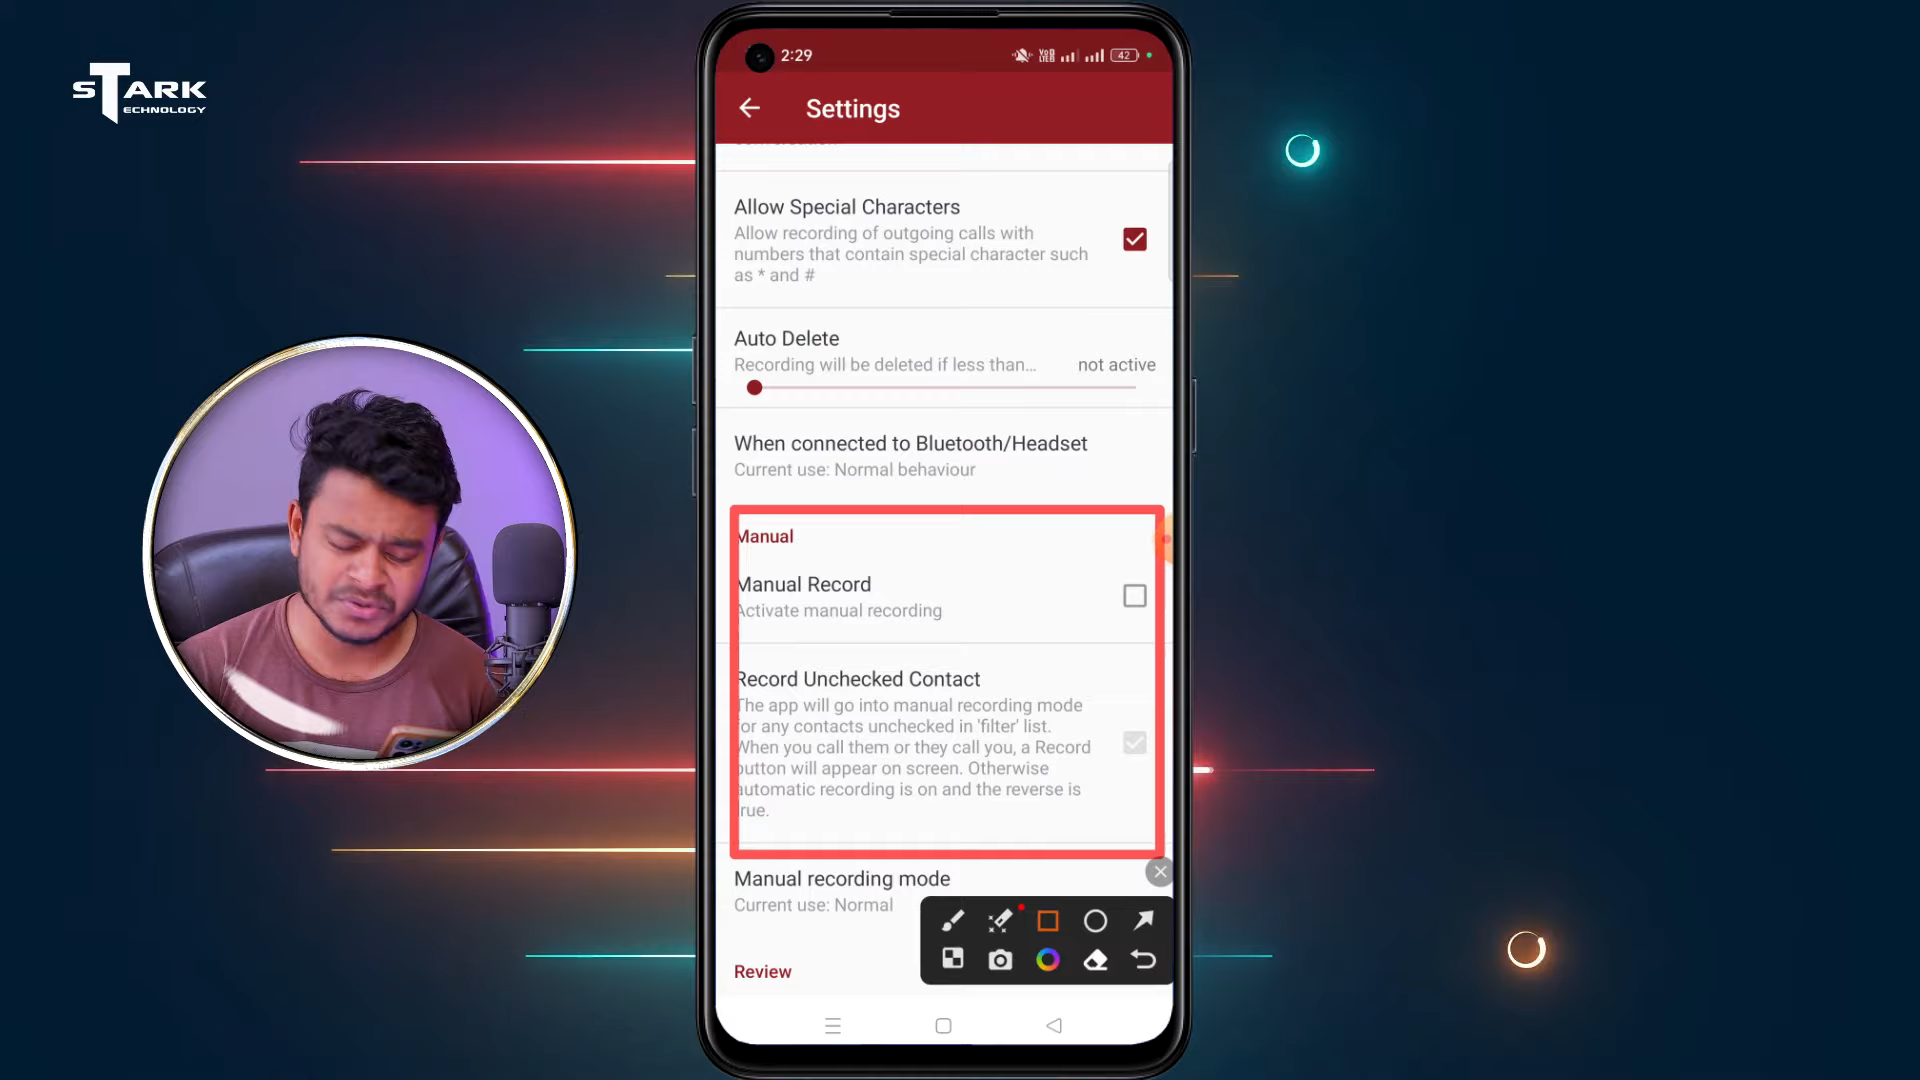 STARK
TECHNOLOGY
2:29
VoD
LTED
42
Settings
Allow Special Characters
Allow recording of outgoing calls with
numbers that contain special character such
as * and #
Auto Delete
Recording will be deleted if less than...
not active
When connected to Bluetooth/Headset
Current use: Normal behaviour
Manual
Manual Record
Activate manual recording
Record Unchecked Contact
The app will go into manual recording mode
for any contacts unchecked in 'filter' list.
When you call them or they call you, a Record
button will appear on screen. Otherwise
automatic recording is on and the reverse is
true.
Manual recording mode
Current use: Normal
Review